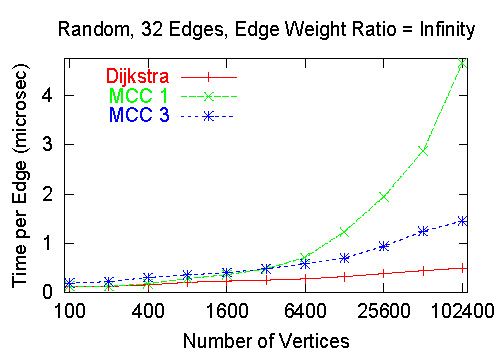 Random, 32 Edges, Edge Weight Ratio = Infinity
Dijkstra
MCC 1
MCC 3
4
3
2
1
0
Time per Edge (microsec)
100 400 1600 6400 25600 102400
Number of Vertices